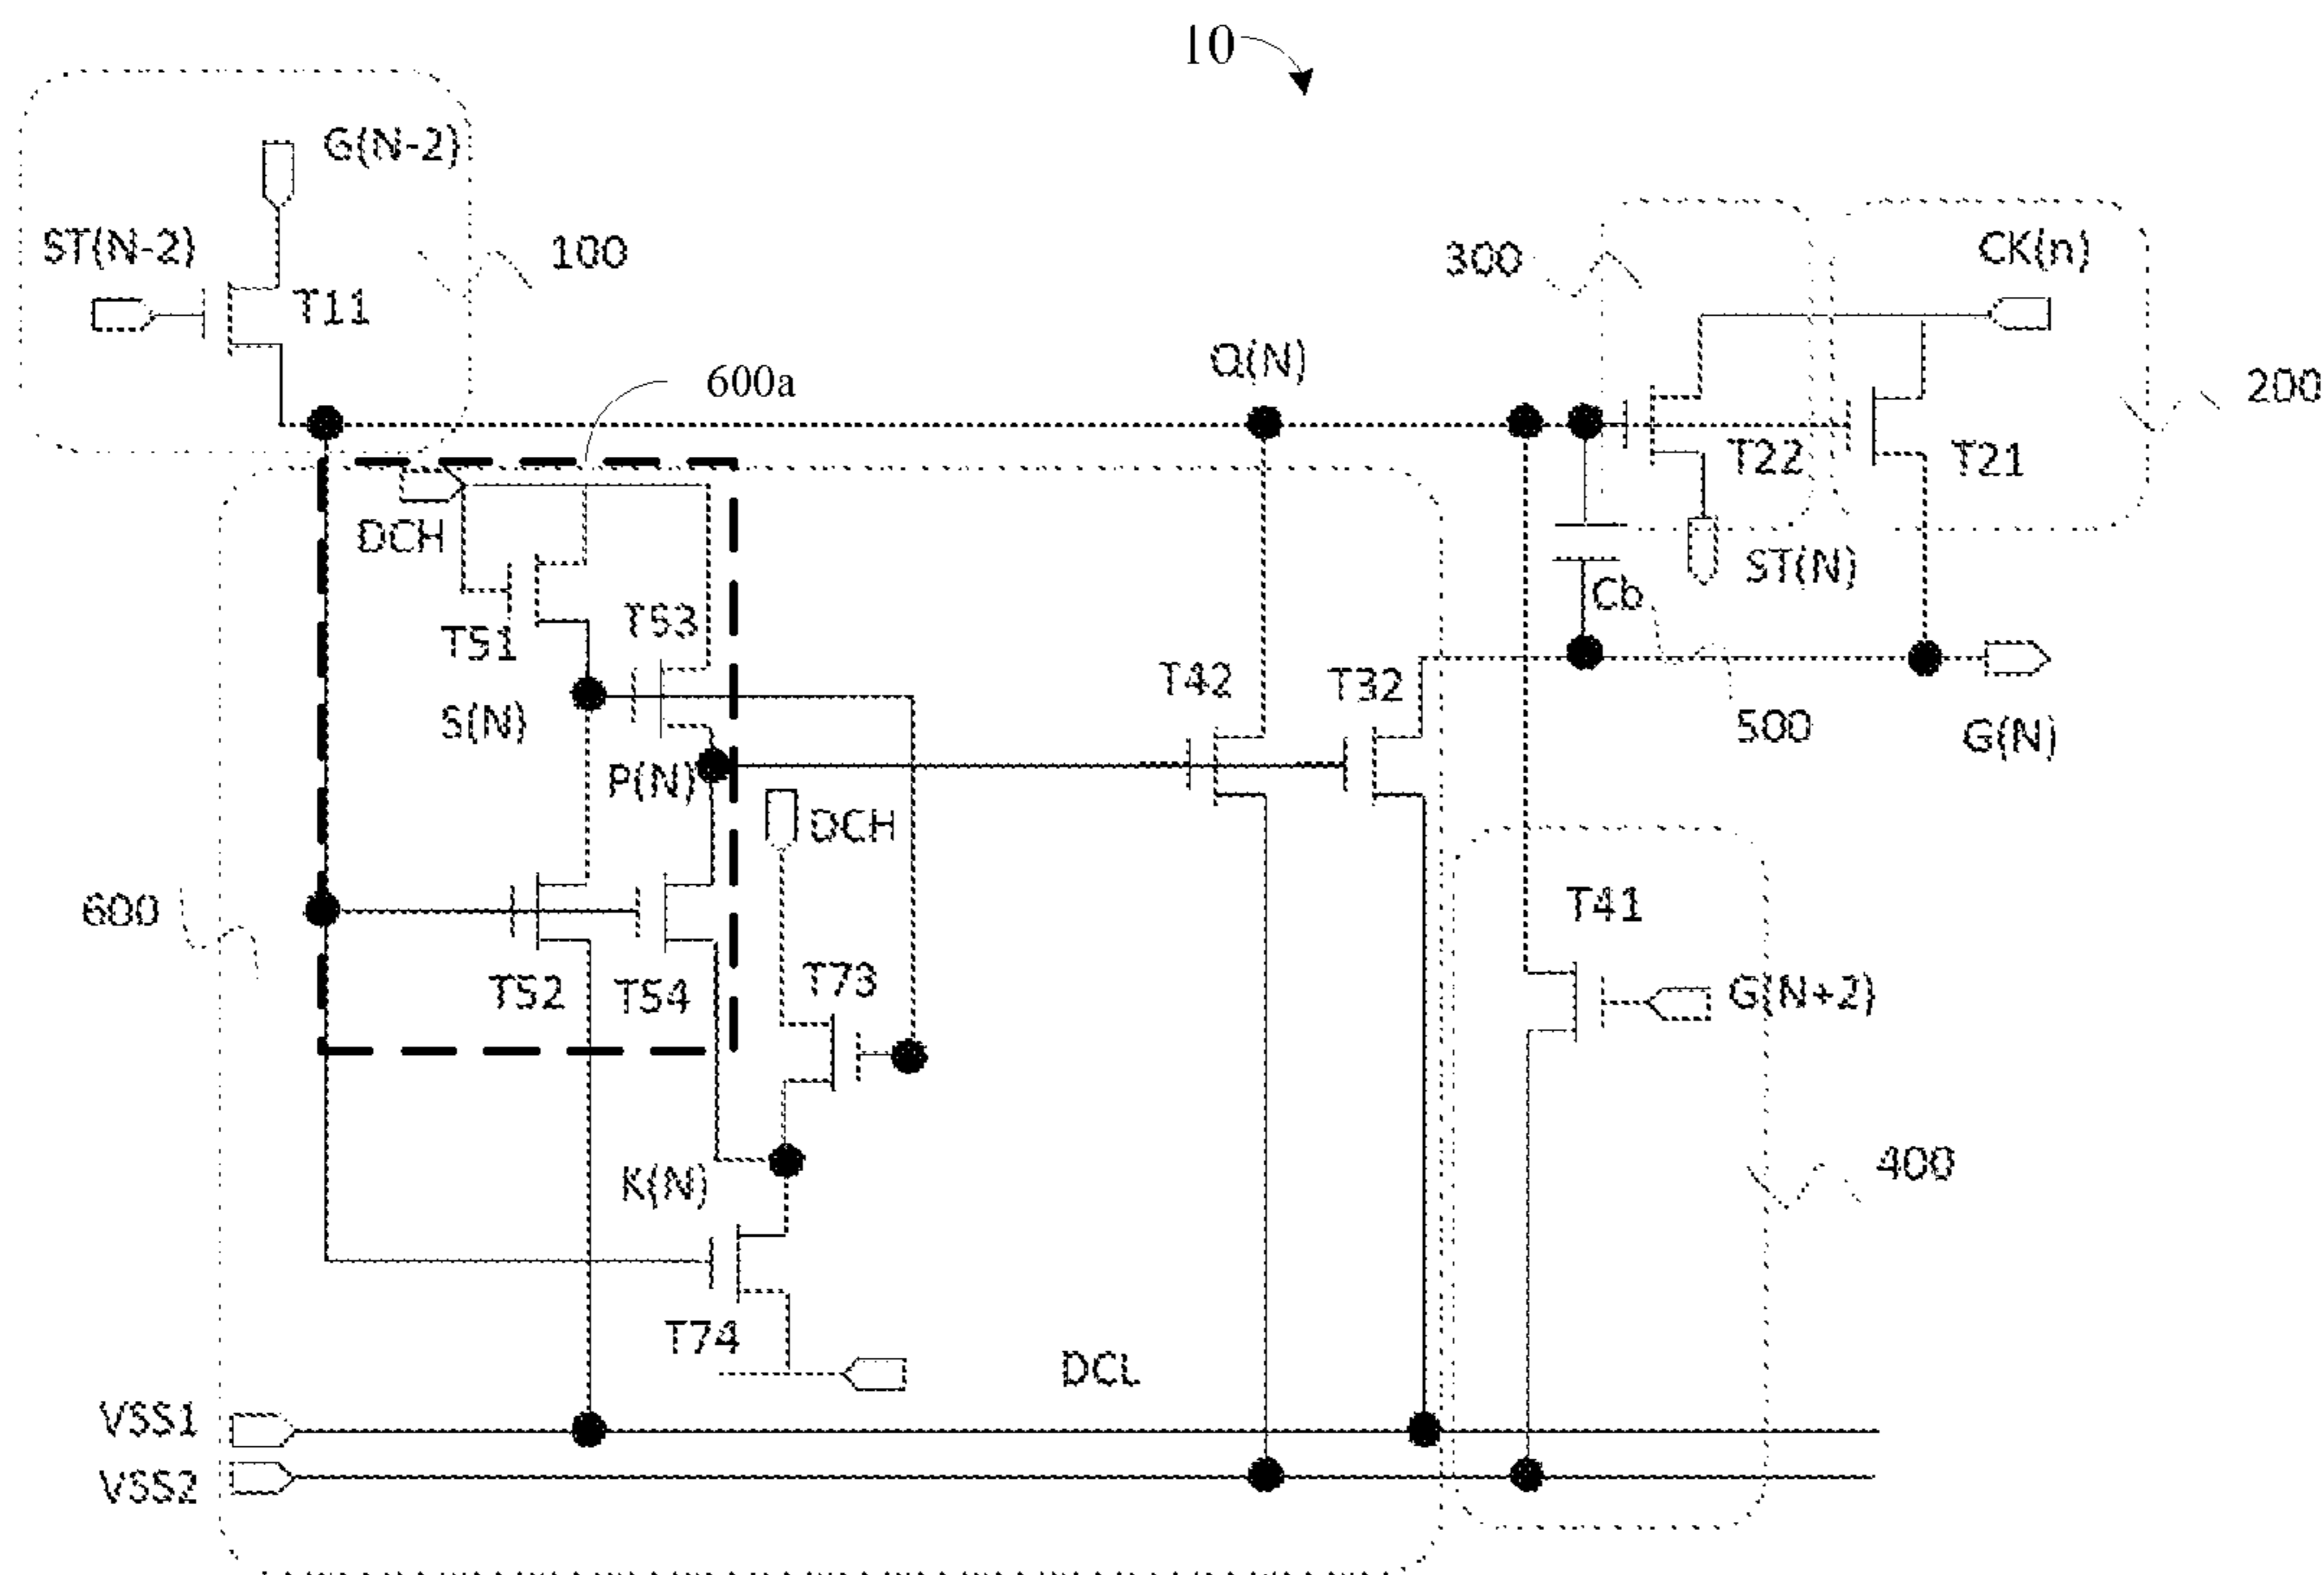 10
G(N-2)
ST(N-2)
100
T11
300
CK(n)
Q(N)
600a
200
T22
T21
DCH
ST(N)
Cb
T51
T53
T42
T32
S(N)
500
G(N)
P(N)
DCH
600
T41
T52
T54
T73
G(N+2)
K(N)
400
T74
DCL
VSS1
VSS2